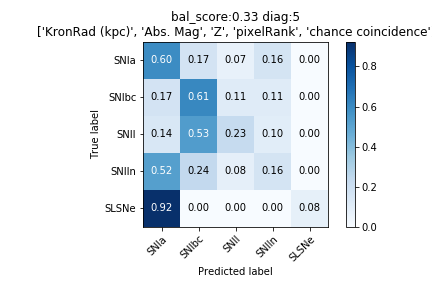 bal_score:0.33 diag:5
['KronRad (kpc)', 'Abs. Mag', 'Z', 'pixelRank', 'chance coincidence'
SNIa 0.60 0.17 0.07 0.16 0.00
SNIbc 0.17 0.61 0.11 0.11 0.00
SNII 0.14 0.53 0.23 0.10 0.00
SNIIn 0.52 0.24 0.08 0.16 0.00
SLSNe 0.92 0.00 0.00 0.00 0.08
SNIa SNIbc SNII SNIIn SLSNe
True label
Predicted label
0.8
0.6
0.4
0.2
0.0